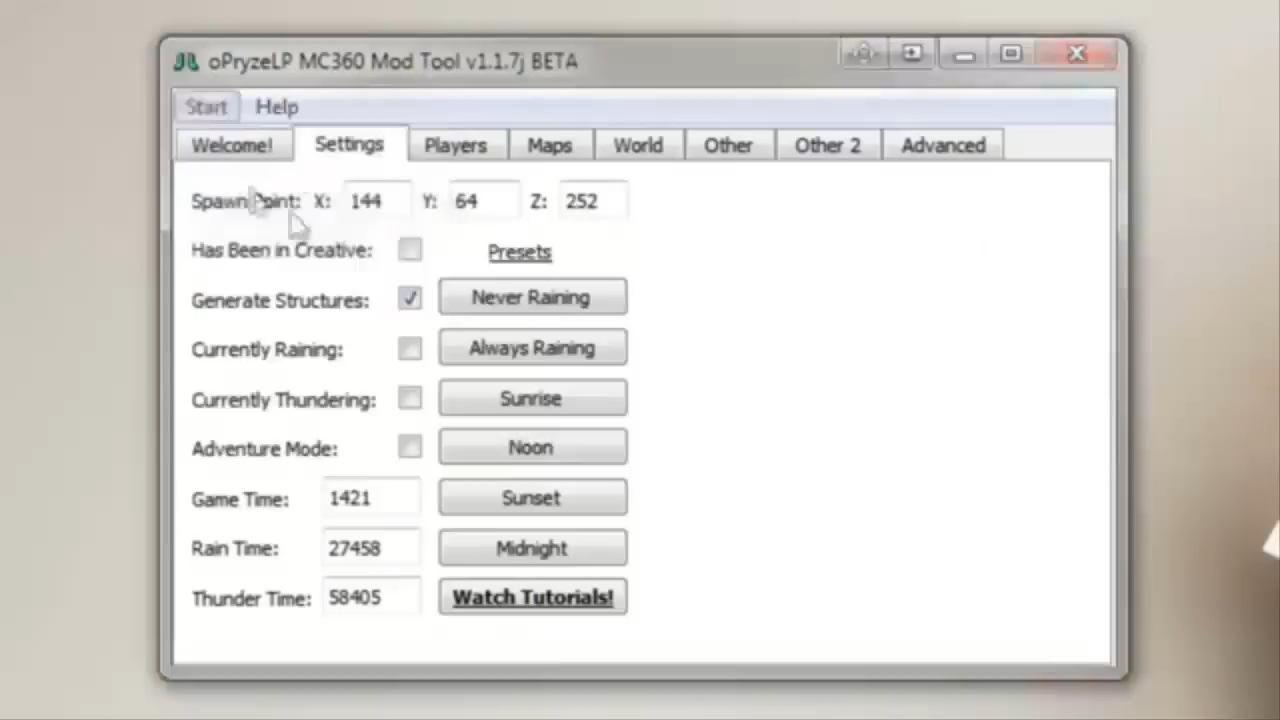 oPryzeLP MC360 Mod Tool v1.1.7j BETA
Start Help
Welcome! Settings Players Maps World Other Other 2 Advanced
Spawn Point: X: 144 Y: 64 Z: 252
Has Been in Creative: Presets
Generate Structures: Never Raining
Currently Raining: Always Raining
Currently Thundering: Sunrise
Adventure Mode: Noon
Game Time: 1421 Sunset
Rain Time: 27458 Midnight
Thunder Time: 58405 Watch Tutorials!